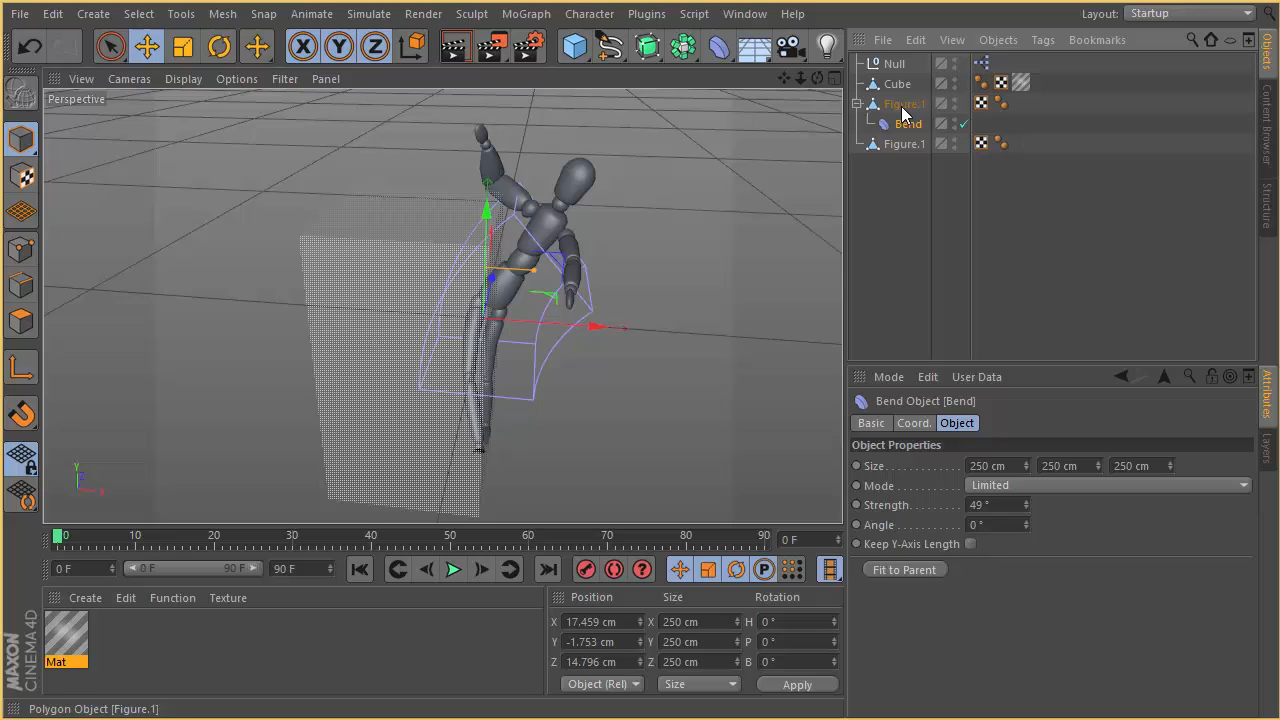 File Edit Create Select Tools Mesh Snap Animate Simulate Render Sculpt MoGraph Character Plugins Script Window Help Layout: Startup
X Y Z
File Edit View Objects Tags Bookmarks
View Cameras Display Options Filter Panel
Perspective
Null
Cube
Figure.1
Bend
Figure.1
Objects
Content Browser
Structure
Mode Edit User Data
Bend Object [Bend]
Basic Coord. Object
Object Properties
Size 250 cm 250 cm 250 cm
Mode Limited
Strength 49 °
Angle 0 °
Keep Y-Axis Length
Fit to Parent
Attributes
Layers
Y
Z
X
0 10 20 30 40 50 60 70 80 90 0 F
0 F 0 F 90 F 90 F P
Create Edit Function Texture
Mat
Position Size Rotation
X 17.459 cm X 250 cm H 0 °
Y -1.753 cm Y 250 cm P 0 °
Z 14.796 cm Z 250 cm B 0 °
Object (Rel) Size Apply
MAXON
CINEMA 4D
Polygon Object [Figure.1]